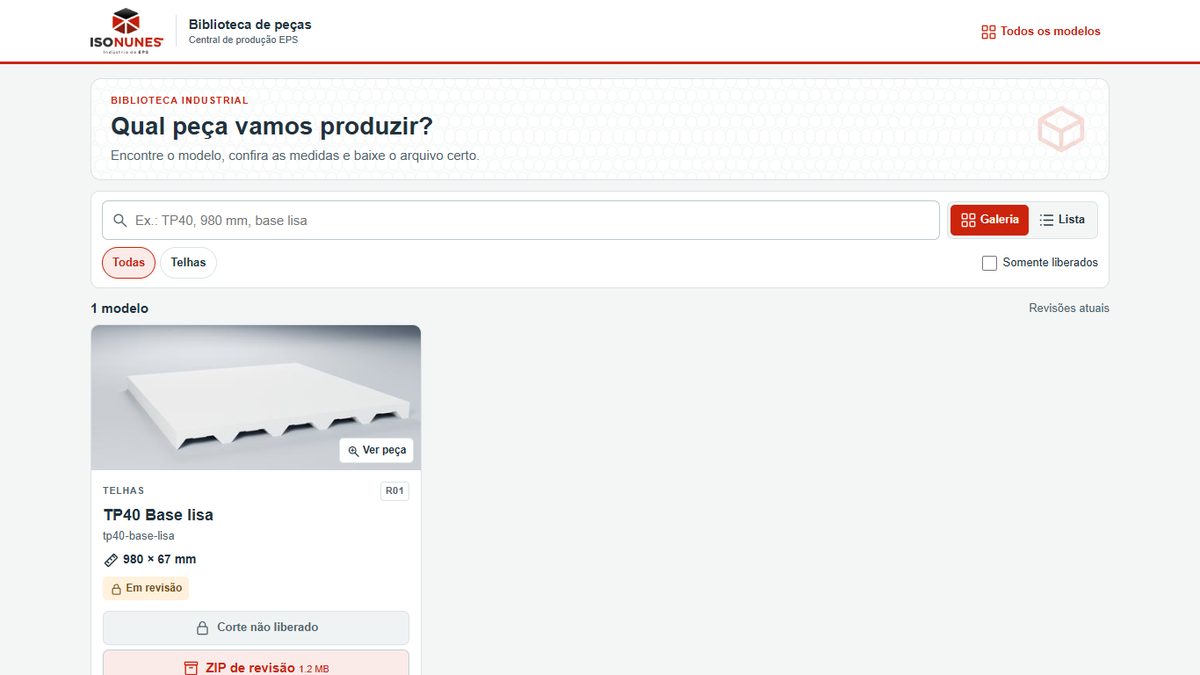 ISONUNES
Indústria de EPS
Biblioteca de peças
Central de produção EPS
Todos os modelos
BIBLIOTECA INDUSTRIAL
Qual peça vamos produzir?
Encontre o modelo, confira as medidas e baixe o arquivo certo.
Ex.: TP40, 980 mm, base lisa
Galeria
Lista
Todas
Telhas
Somente liberados
1 modelo
Revisões atuais
Ver peça
TELHAS
R01
TP40 Base lisa
tp40-base-lisa
980 × 67 mm
Em revisão
Corte não liberado
ZIP de revisão 1.2 MB